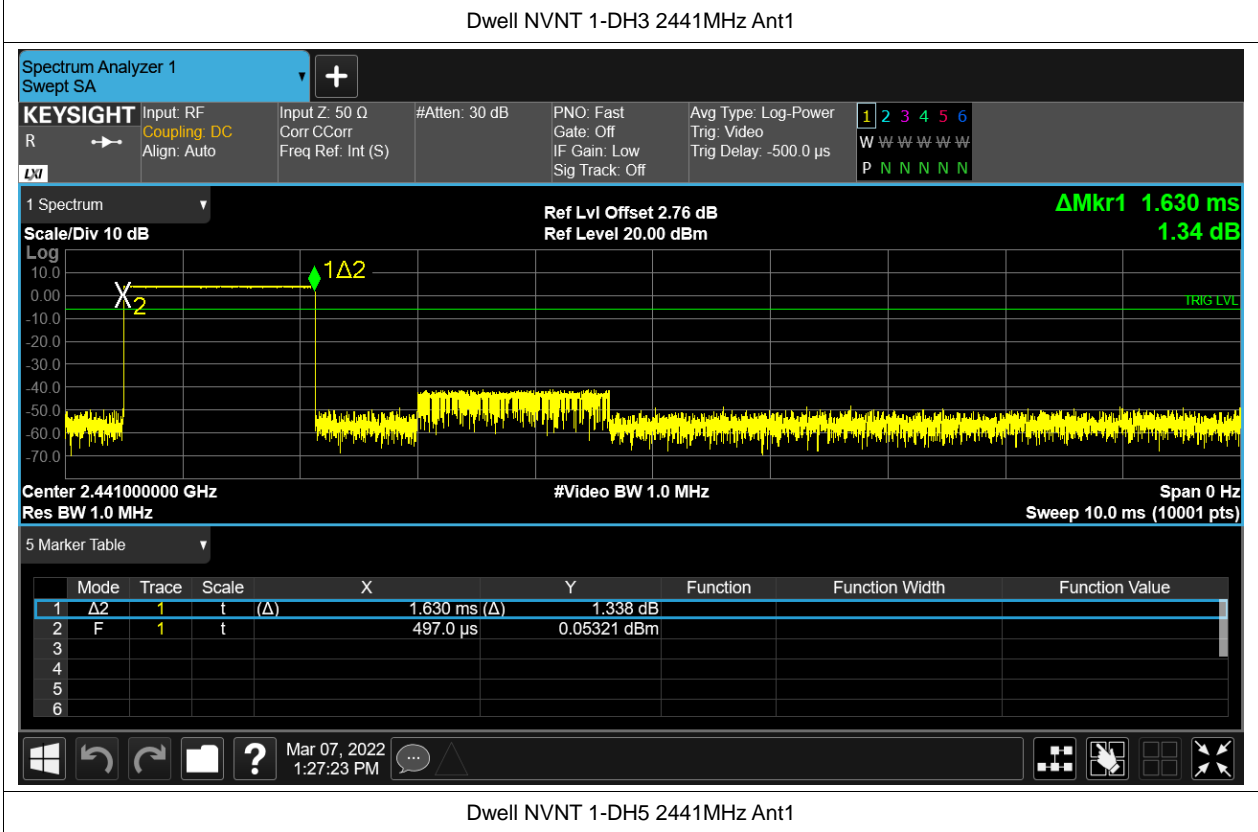 Dwell NVNT 1-DH3 2441MHz Ant1
Spectrum Analyzer 1
Swept SA
KEYSIGHT
R
LXI
Input: RF
Coupling: DC
Align: Auto
Input Z: 50 Ω
Corr CCorr
Freq Ref: Int (S)
#Atten: 30 dB
PNO: Fast
Gate: Off
IF Gain: Low
Sig Track: Off
Avg Type: Log-Power
Trig: Video
Trig Delay: -500.0 µs
1 2 3 4 5 6
W W W W W W
P N N N N N
1 Spectrum
Scale/Div 10 dB
Ref Lvl Offset 2.76 dB
Ref Level 20.00 dBm
ΔMkr1 1.630 ms
1.34 dB
Log
10.0
0.00
-10.0
-20.0
-30.0
-40.0
-50.0
-60.0
-70.0
X2
1Δ2
TRIG LVL
Center 2.441000000 GHz
#Video BW 1.0 MHz
Span 0 Hz
Res BW 1.0 MHz
Sweep 10.0 ms (10001 pts)
5 Marker Table
Mode Trace Scale X Y Function Function Width Function Value
1 Δ2 1 t (Δ) 1.630 ms (Δ) 1.338 dB
2 F 1 t 497.0 µs 0.05321 dBm
3
4
5
6
?
Mar 07, 2022
1:27:23 PM
Dwell NVNT 1-DH5 2441MHz Ant1